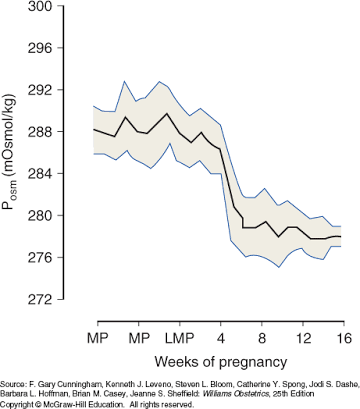 300
296
292
288
284
280
276
272
P_osm (mOsmol/kg)
MP MP LMP 4 8 12 16
Weeks of pregnancy
Source: F. Gary Cunningham, Kenneth J. Leveno, Steven L. Bloom, Catherine Y. Spong, Jodi S. Dashe,
Barbara L. Hoffman, Brian M. Casey, Jeanne S. Sheffield: Williams Obstetrics, 25th Edition
Copyright © McGraw-Hill Education. All rights reserved.